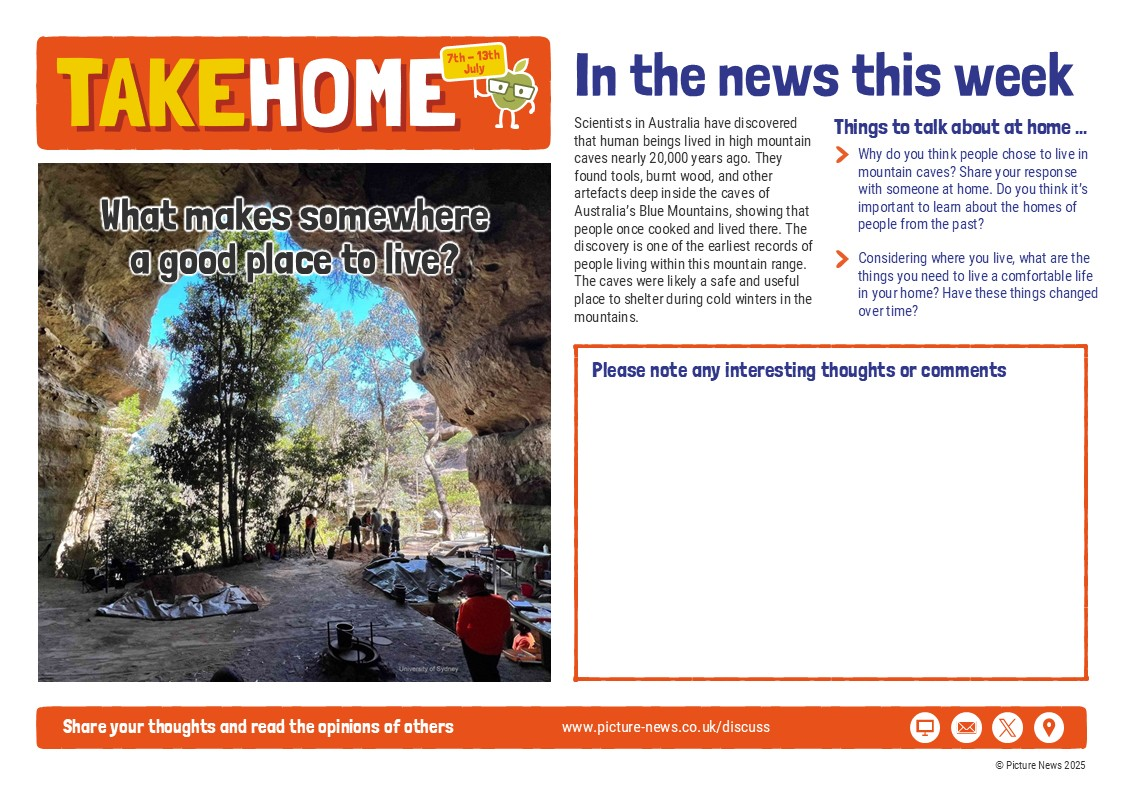 TAKEHOME
7th – 13th
July
What makes somewhere
a good place to live?
University of Sydney
In the news this week
Scientists in Australia have discovered
that human beings lived in high mountain
caves nearly 20,000 years ago. They
found tools, burnt wood, and other
artefacts deep inside the caves of
Australia’s Blue Mountains, showing that
people once cooked and lived there. The
discovery is one of the earliest records of
people living within this mountain range.
The caves were likely a safe and useful
place to shelter during cold winters in the
mountains.
Things to talk about at home ...
Why do you think people chose to live in
mountain caves? Share your response
with someone at home. Do you think it’s
important to learn about the homes of
people from the past?
Considering where you live, what are the
things you need to live a comfortable life
in your home? Have these things changed
over time?
Please note any interesting thoughts or comments
Share your thoughts and read the opinions of others
www.picture-news.co.uk/discuss
© Picture News 2025